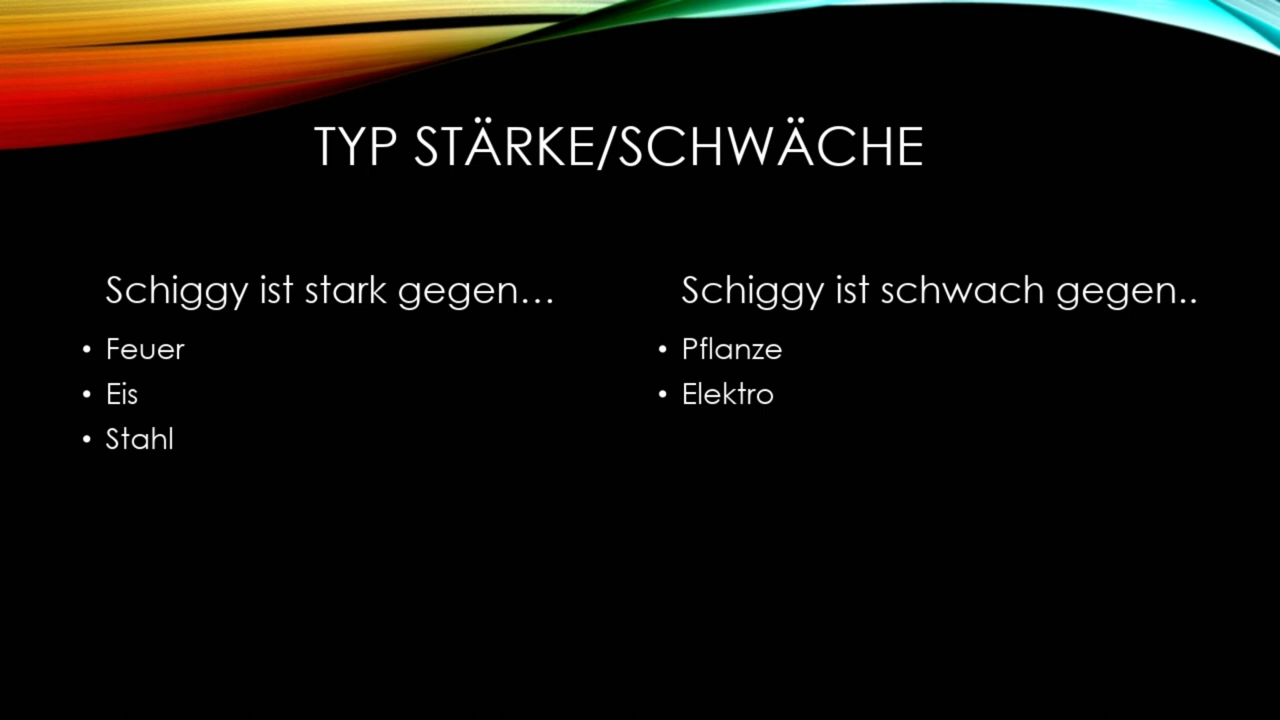 TYP STÄRKE/SCHWÄCHE
Schiggy ist stark gegen…
• Feuer
• Eis
• Stahl
Schiggy ist schwach gegen..
• Pflanze
• Elektro